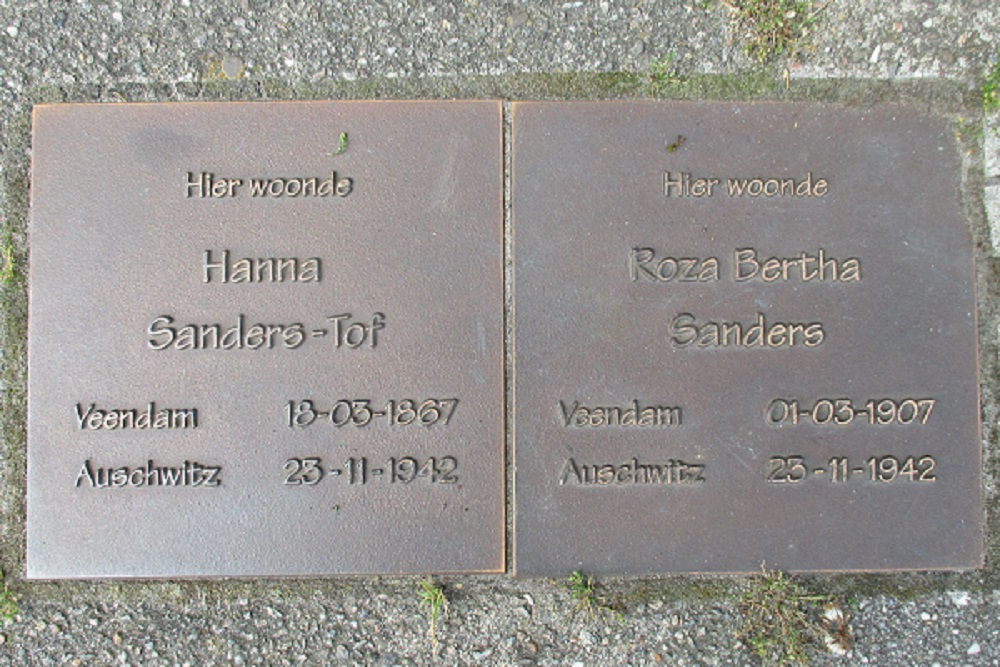 Hier woonde
Hanna
Sanders-Tof
Veendam 18-03-1867
Auschwitz 23-11-1942
Hier woonde
Roza Bertha
Sanders
Veendam 01-03-1907
Auschwitz 23-11-1942